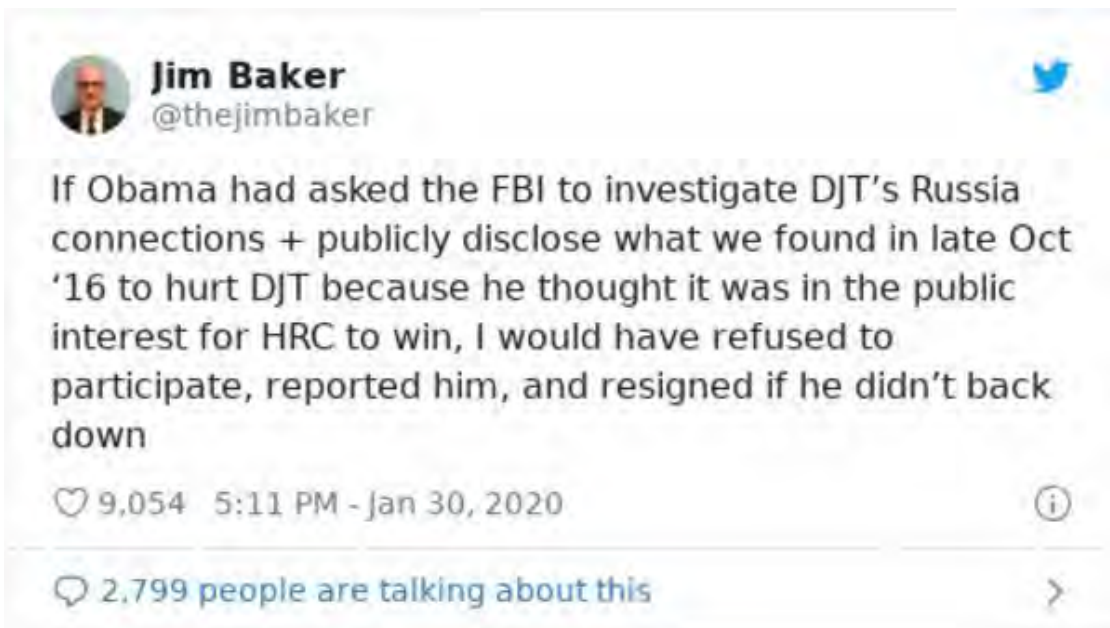 Jim Baker
@thejimbaker
If Obama had asked the FBI to investigate DJT’s Russia
connections + publicly disclose what we found in late Oct
‘16 to hurt DJT because he thought it was in the public
interest for HRC to win, I would have refused to
participate, reported him, and resigned if he didn’t back
down
9,054 5:11 PM - Jan 30, 2020
2,799 people are talking about this